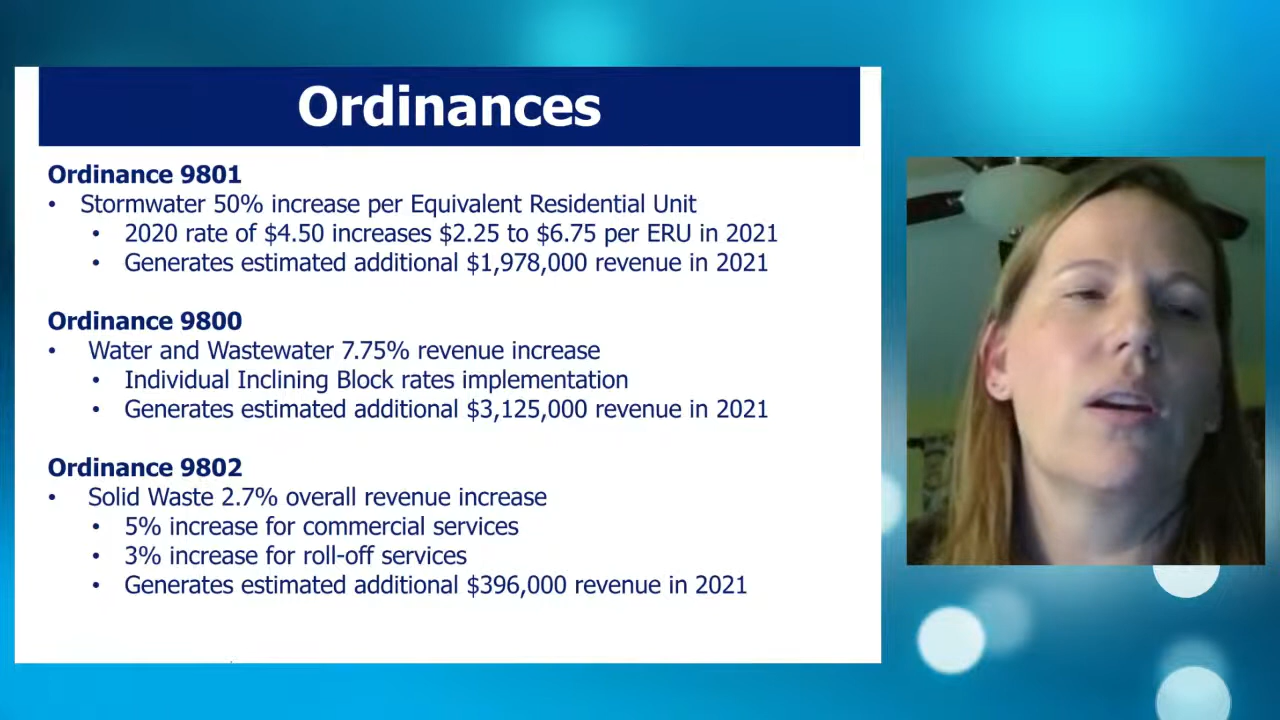 Ordinances
Ordinance 9801
• Stormwater 50% increase per Equivalent Residential Unit
• 2020 rate of $4.50 increases $2.25 to $6.75 per ERU in 2021
• Generates estimated additional $1,978,000 revenue in 2021
Ordinance 9800
• Water and Wastewater 7.75% revenue increase
• Individual Inclining Block rates implementation
• Generates estimated additional $3,125,000 revenue in 2021
Ordinance 9802
• Solid Waste 2.7% overall revenue increase
• 5% increase for commercial services
• 3% increase for roll-off services
• Generates estimated additional $396,000 revenue in 2021